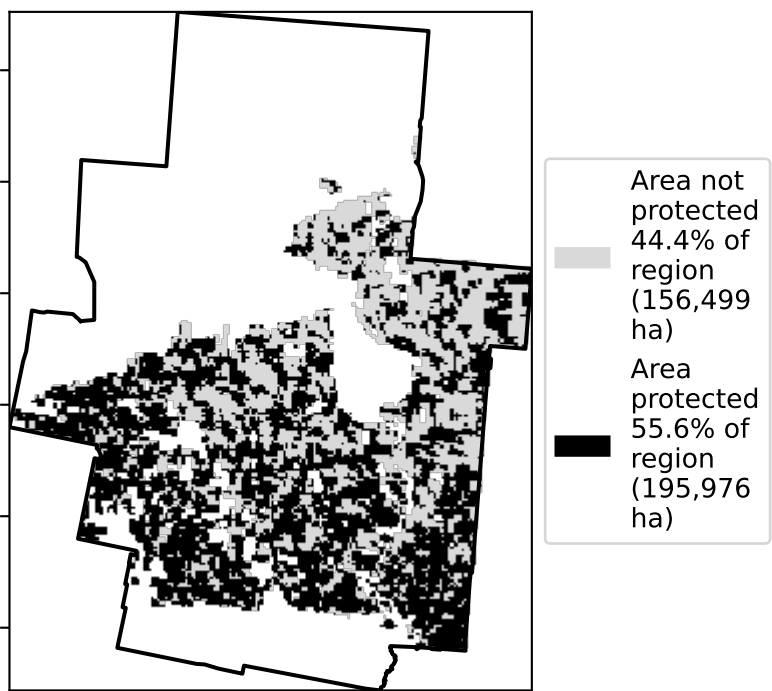 Area not
protected
44.4% of
region
(156,499
ha)
Area
protected
55.6% of
region
(195,976
ha)